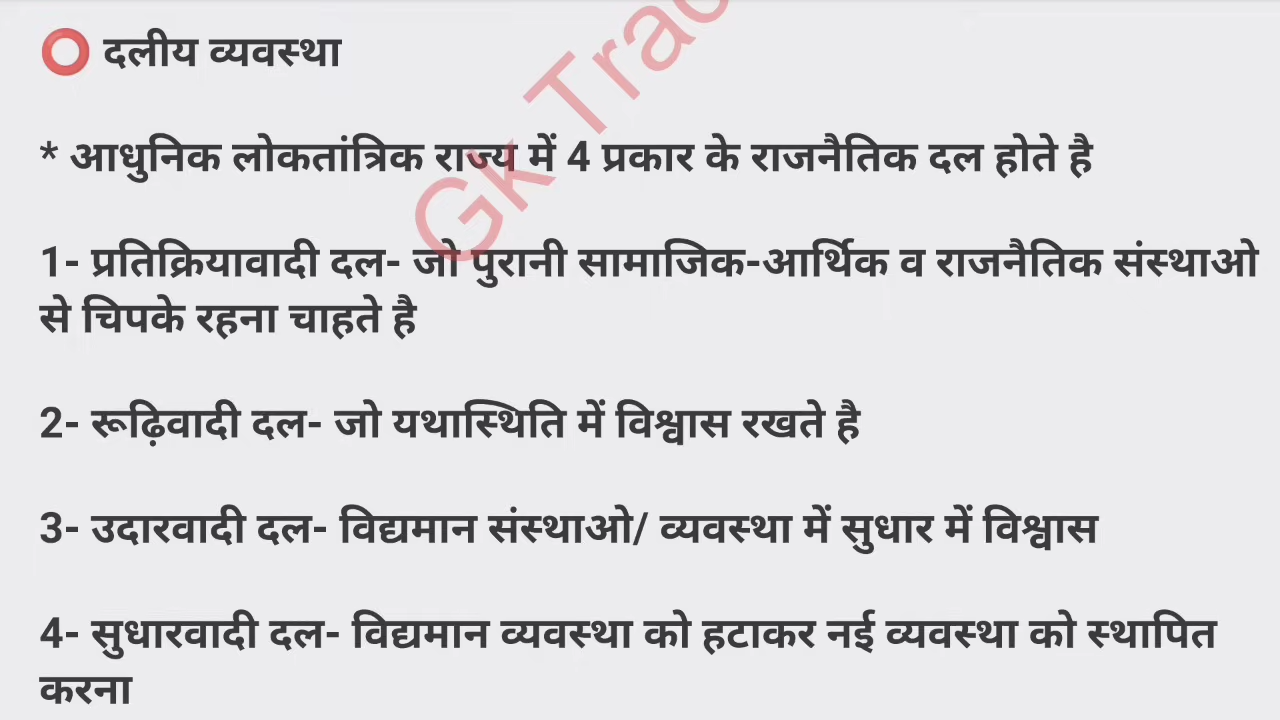 ⭕ दलीय व्यवस्था
* आधुनिक लोकतांत्रिक राज्य में 4 प्रकार के राजनैतिक दल होते है
1- प्रतिक्रियावादी दल- जो पुरानी सामाजिक-आर्थिक व राजनैतिक संस्थाओ
से चिपके रहना चाहते है
2- रूढ़िवादी दल- जो यथास्थिति में विश्वास रखते है
3- उदारवादी दल- विद्यमान संस्थाओ/ व्यवस्था में सुधार में विश्वास
4- सुधारवादी दल- विद्यमान व्यवस्था को हटाकर नई व्यवस्था को स्थापित
करना
Gk